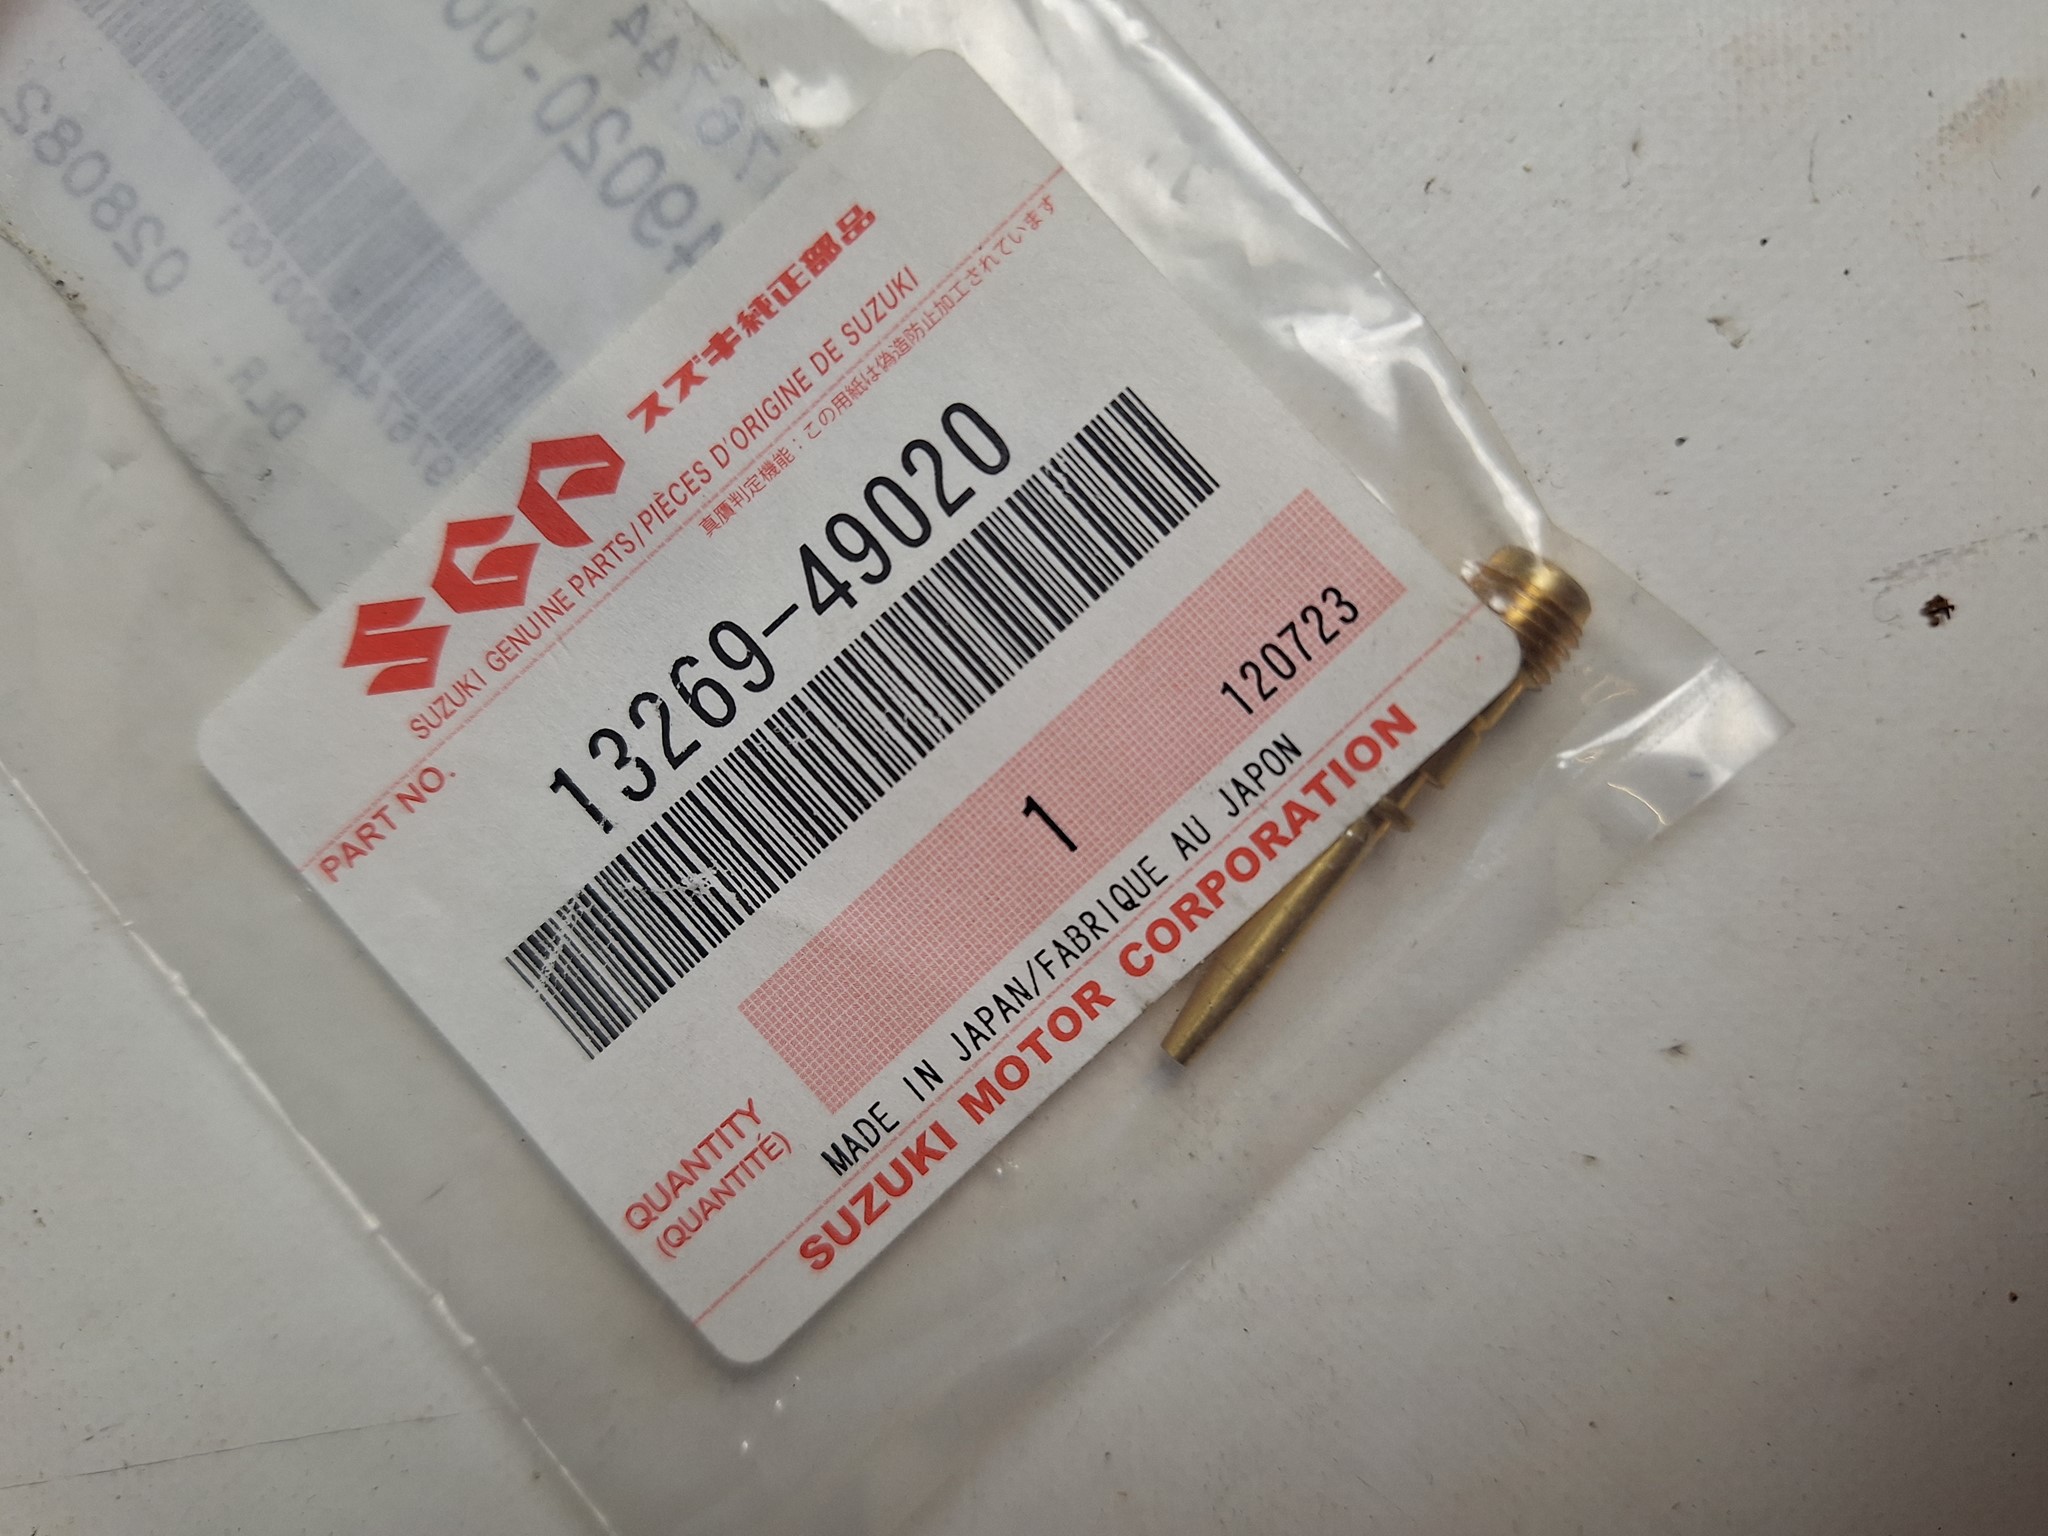 SGP スズキ純正部品
SUZUKI GENUINE PARTS/PIÈCES D'ORIGINE DE SUZUKI
真贋判定機能：この用紙は偽造防止加工されています
PART NO.
13269-49020
1
120723
QUANTITY
(QUANTITÉ)
MADE IN JAPAN/FABRIQUE AU JAPON
SUZUKI MOTOR CORPORATION
028082
DLR